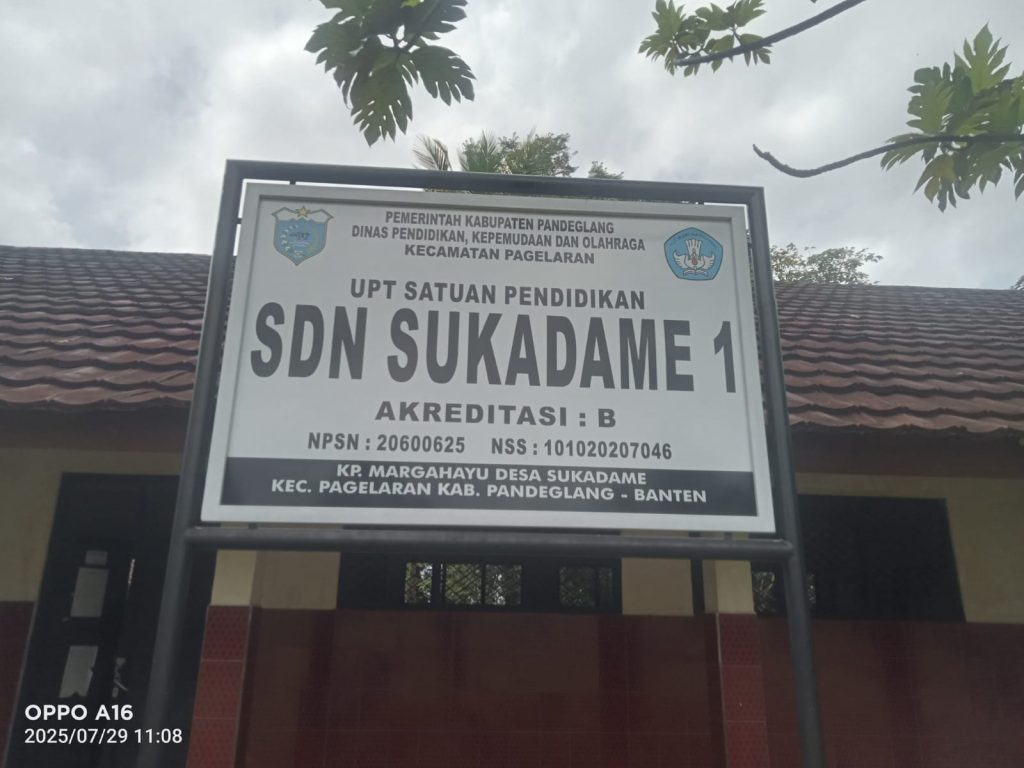 PEMERINTAH KABUPATEN PANDEGLANG
DINAS PENDIDIKAN, KEPEMUDAAN DAN OLAHRAGA
KECAMATAN PAGELARAN
UPT SATUAN PENDIDIKAN
SDN SUKADAME 1
AKREDITASI : B
NPSN : 20600625 NSS : 101020207046
KP. MARGAHAYU DESA SUKADAME
KEC. PAGELARAN KAB. PANDEGLANG - BANTEN
OPPO A16
2025/07/29 11:08